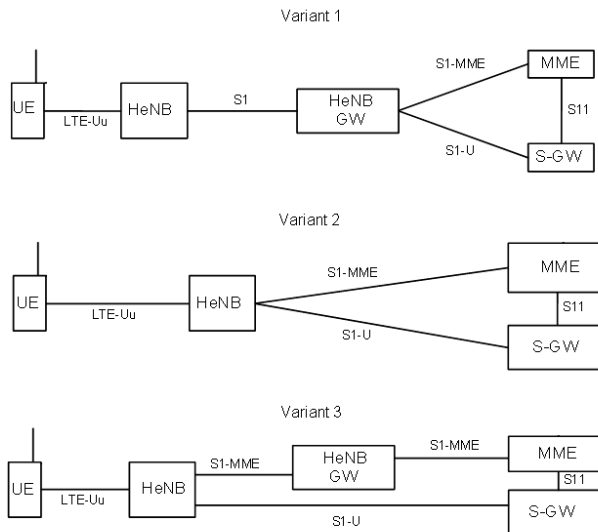 Variant 1
S1-MME
MME
UE
HeNB
S1
HeNB
GW
LTE-Uu
S11
S1-U
S-GW
Variant 2
S1-MME
MME
UE
HeNB
LTE-Uu
S11
S1-U
S-GW
Variant 3
S1-MME
HeNB
GW
S1-MME
MME
UE
LTE-Uu
HeNB
S11
S1-U
S-GW